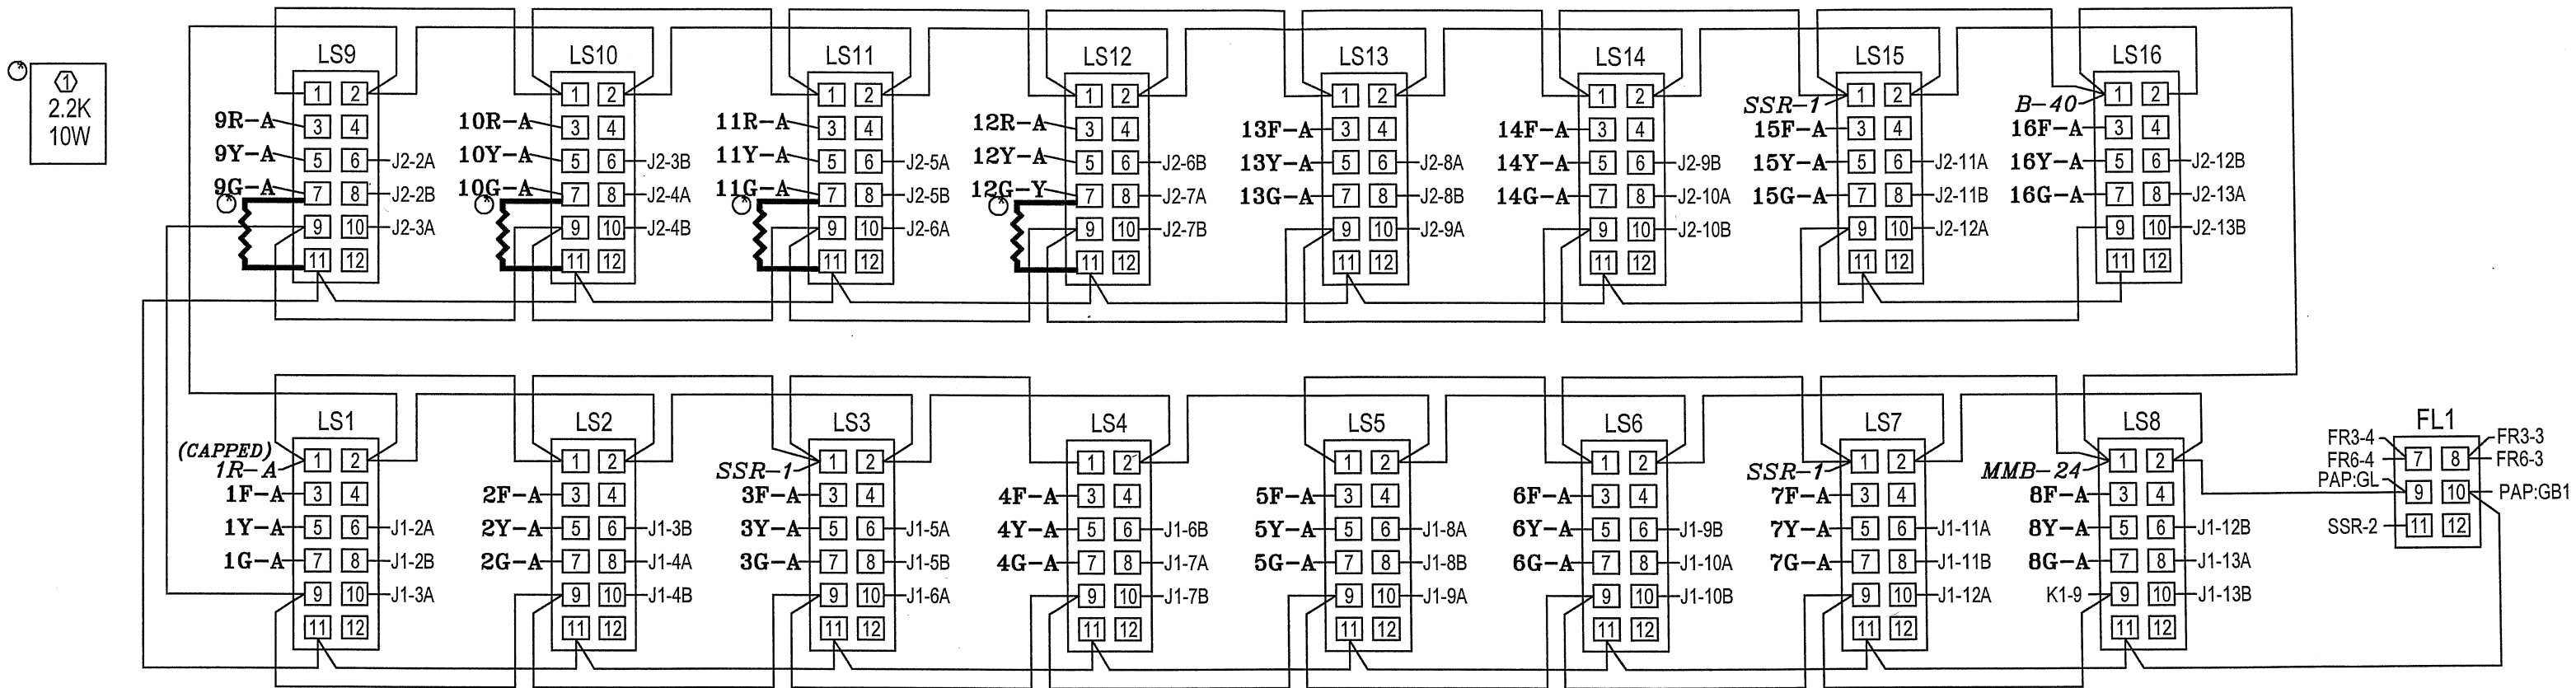 LS9 LS10 LS11 LS12 LS13 LS14 LS15 LS16
* 1
2.2K
10W
1 2 1 2 1 2 1 2 1 2 1 2 SSR-1 1 2 B-40 1 2
9R-A 3 4 10R-A 3 4 11R-A 3 4 12R-A 3 4 13F-A 3 4 14F-A 3 4 15F-A 3 4 16F-A 3 4
9Y-A 5 6 J2-2A 10Y-A 5 6 J2-3B 11Y-A 5 6 J2-5A 12Y-A 5 6 J2-6B 13Y-A 5 6 J2-8A 14Y-A 5 6 J2-9B 15Y-A 5 6 J2-11A 16Y-A 5 6 J2-12B
9G-A 7 8 J2-2B 10G-A 7 8 J2-4A 11G-A 7 8 J2-5B 12G-Y 7 8 J2-7A 13G-A 7 8 J2-8B 14G-A 7 8 J2-10A 15G-A 7 8 J2-11B 16G-A 7 8 J2-13A
* * * *
9 10 J2-3A 9 10 J2-4B 9 10 J2-6A 9 10 J2-7B 9 10 J2-9A 9 10 J2-10B 9 10 J2-12A 9 10 J2-13B
11 12 11 12 11 12 11 12 11 12 11 12 11 12 11 12
LS1 LS2 LS3 LS4 LS5 LS6 LS7 LS8 FL1
(CAPPED)
1R-A 1 2 1 2 SSR-1 1 2 1 2 1 2 1 2 SSR-1 1 2 MMB-24 1 2
1F-A 3 4 2F-A 3 4 3F-A 3 4 4F-A 3 4 5F-A 3 4 6F-A 3 4 7F-A 3 4 8F-A 3 4
1Y-A 5 6 J1-2A 2Y-A 5 6 J1-3B 3Y-A 5 6 J1-5A 4Y-A 5 6 J1-6B 5Y-A 5 6 J1-8A 6Y-A 5 6 J1-9B 7Y-A 5 6 J1-11A 8Y-A 5 6 J1-12B
1G-A 7 8 J1-2B 2G-A 7 8 J1-4A 3G-A 7 8 J1-5B 4G-A 7 8 J1-7A 5G-A 7 8 J1-8B 6G-A 7 8 J1-10A 7G-A 7 8 J1-11B 8G-A 7 8 J1-13A
9 10 J1-3A 9 10 J1-4B 9 10 J1-6A 9 10 J1-7B 9 10 J1-9A 9 10 J1-10B 9 10 J1-12A K1-9 9 10 J1-13B
11 12 11 12 11 12 11 12 11 12 11 12 11 12 11 12
FR3-4 FR3-3
FR6-4 7 8 FR6-3
PAP:GL 9 10 PAP:GB1
SSR-2 11 12